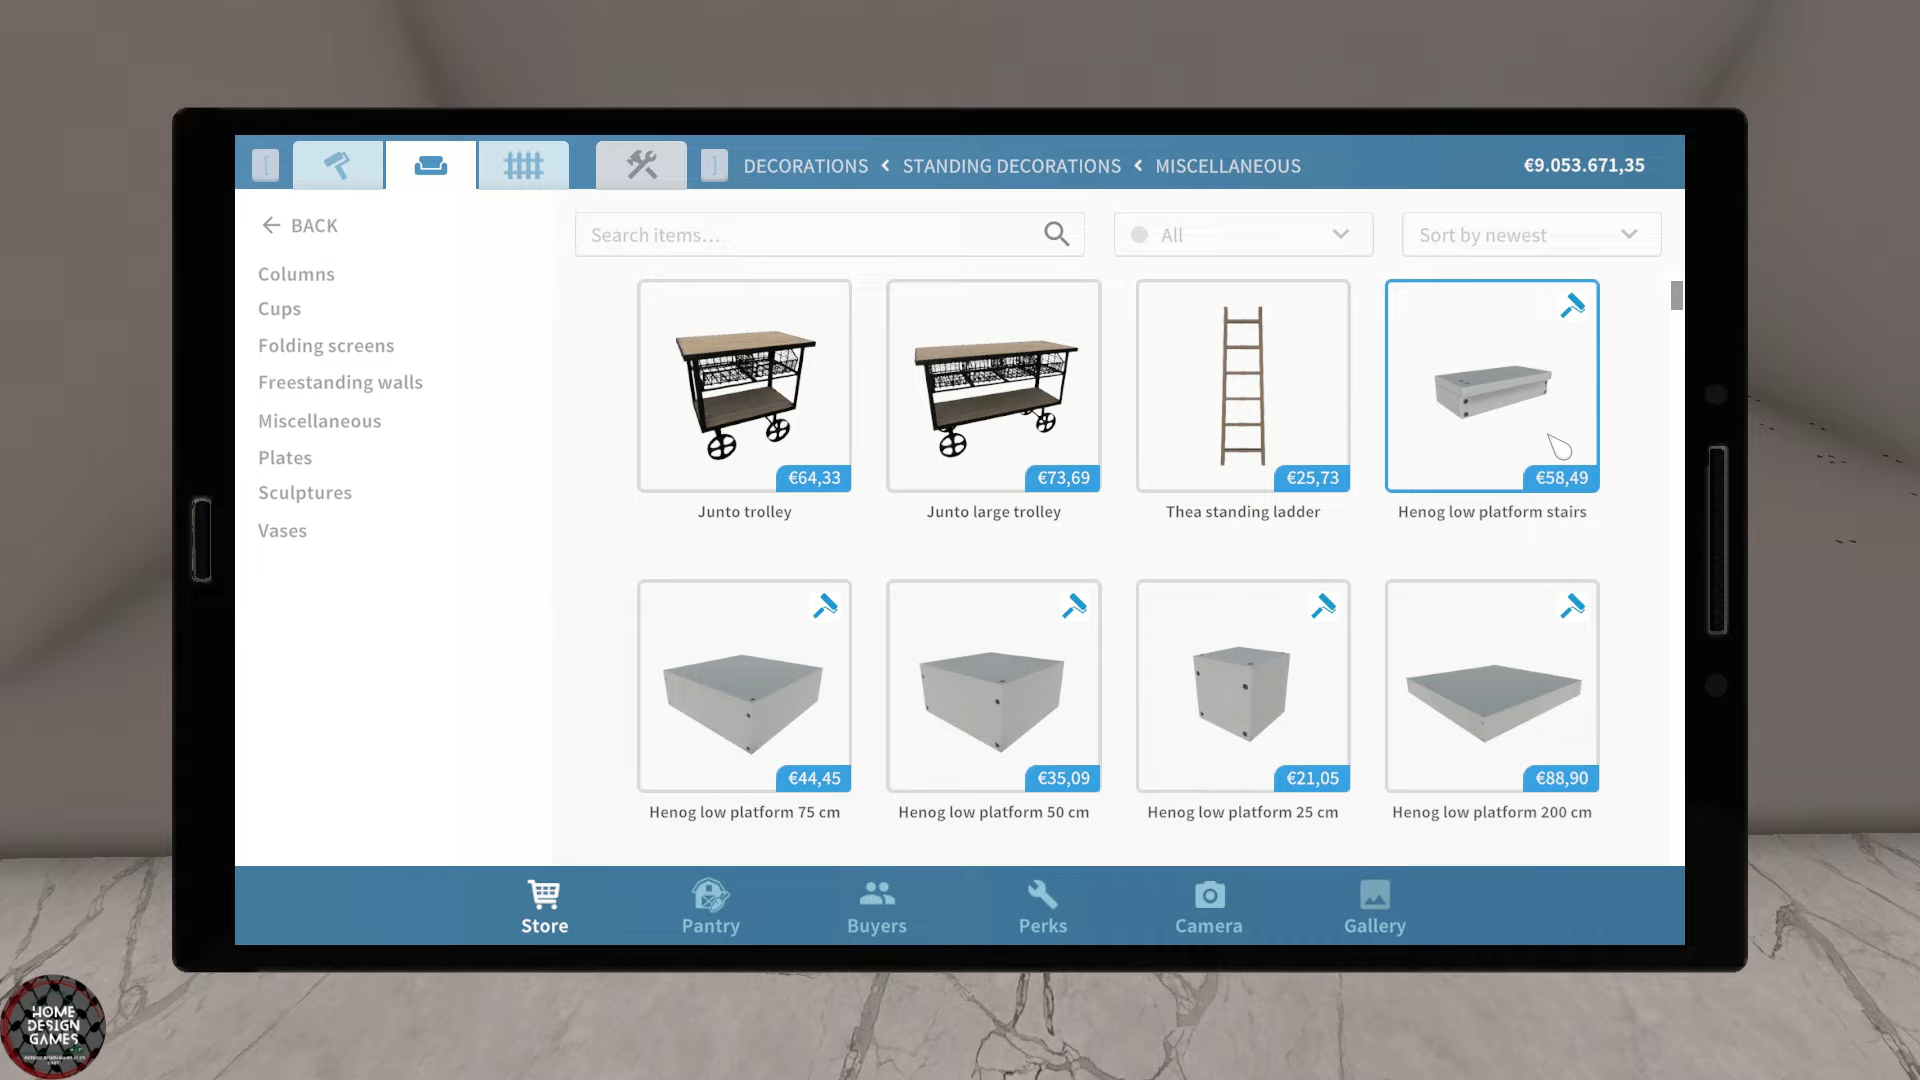 DECORATIONS < STANDING DECORATIONS < MISCELLANEOUS
€9.053.671,35
BACK
Columns
Cups
Folding screens
Freestanding walls
Miscellaneous
Plates
Sculptures
Vases
Search items...
All
Sort by newest
€64,33
€73,69
€25,73
€58,49
Junto trolley
Junto large trolley
Thea standing ladder
Henog low platform stairs
€44,45
€35,09
€21,05
€88,90
Henog low platform 75 cm
Henog low platform 50 cm
Henog low platform 25 cm
Henog low platform 200 cm
Store
Pantry
Buyers
Perks
Camera
Gallery
HOME
DESIGN
GAMES